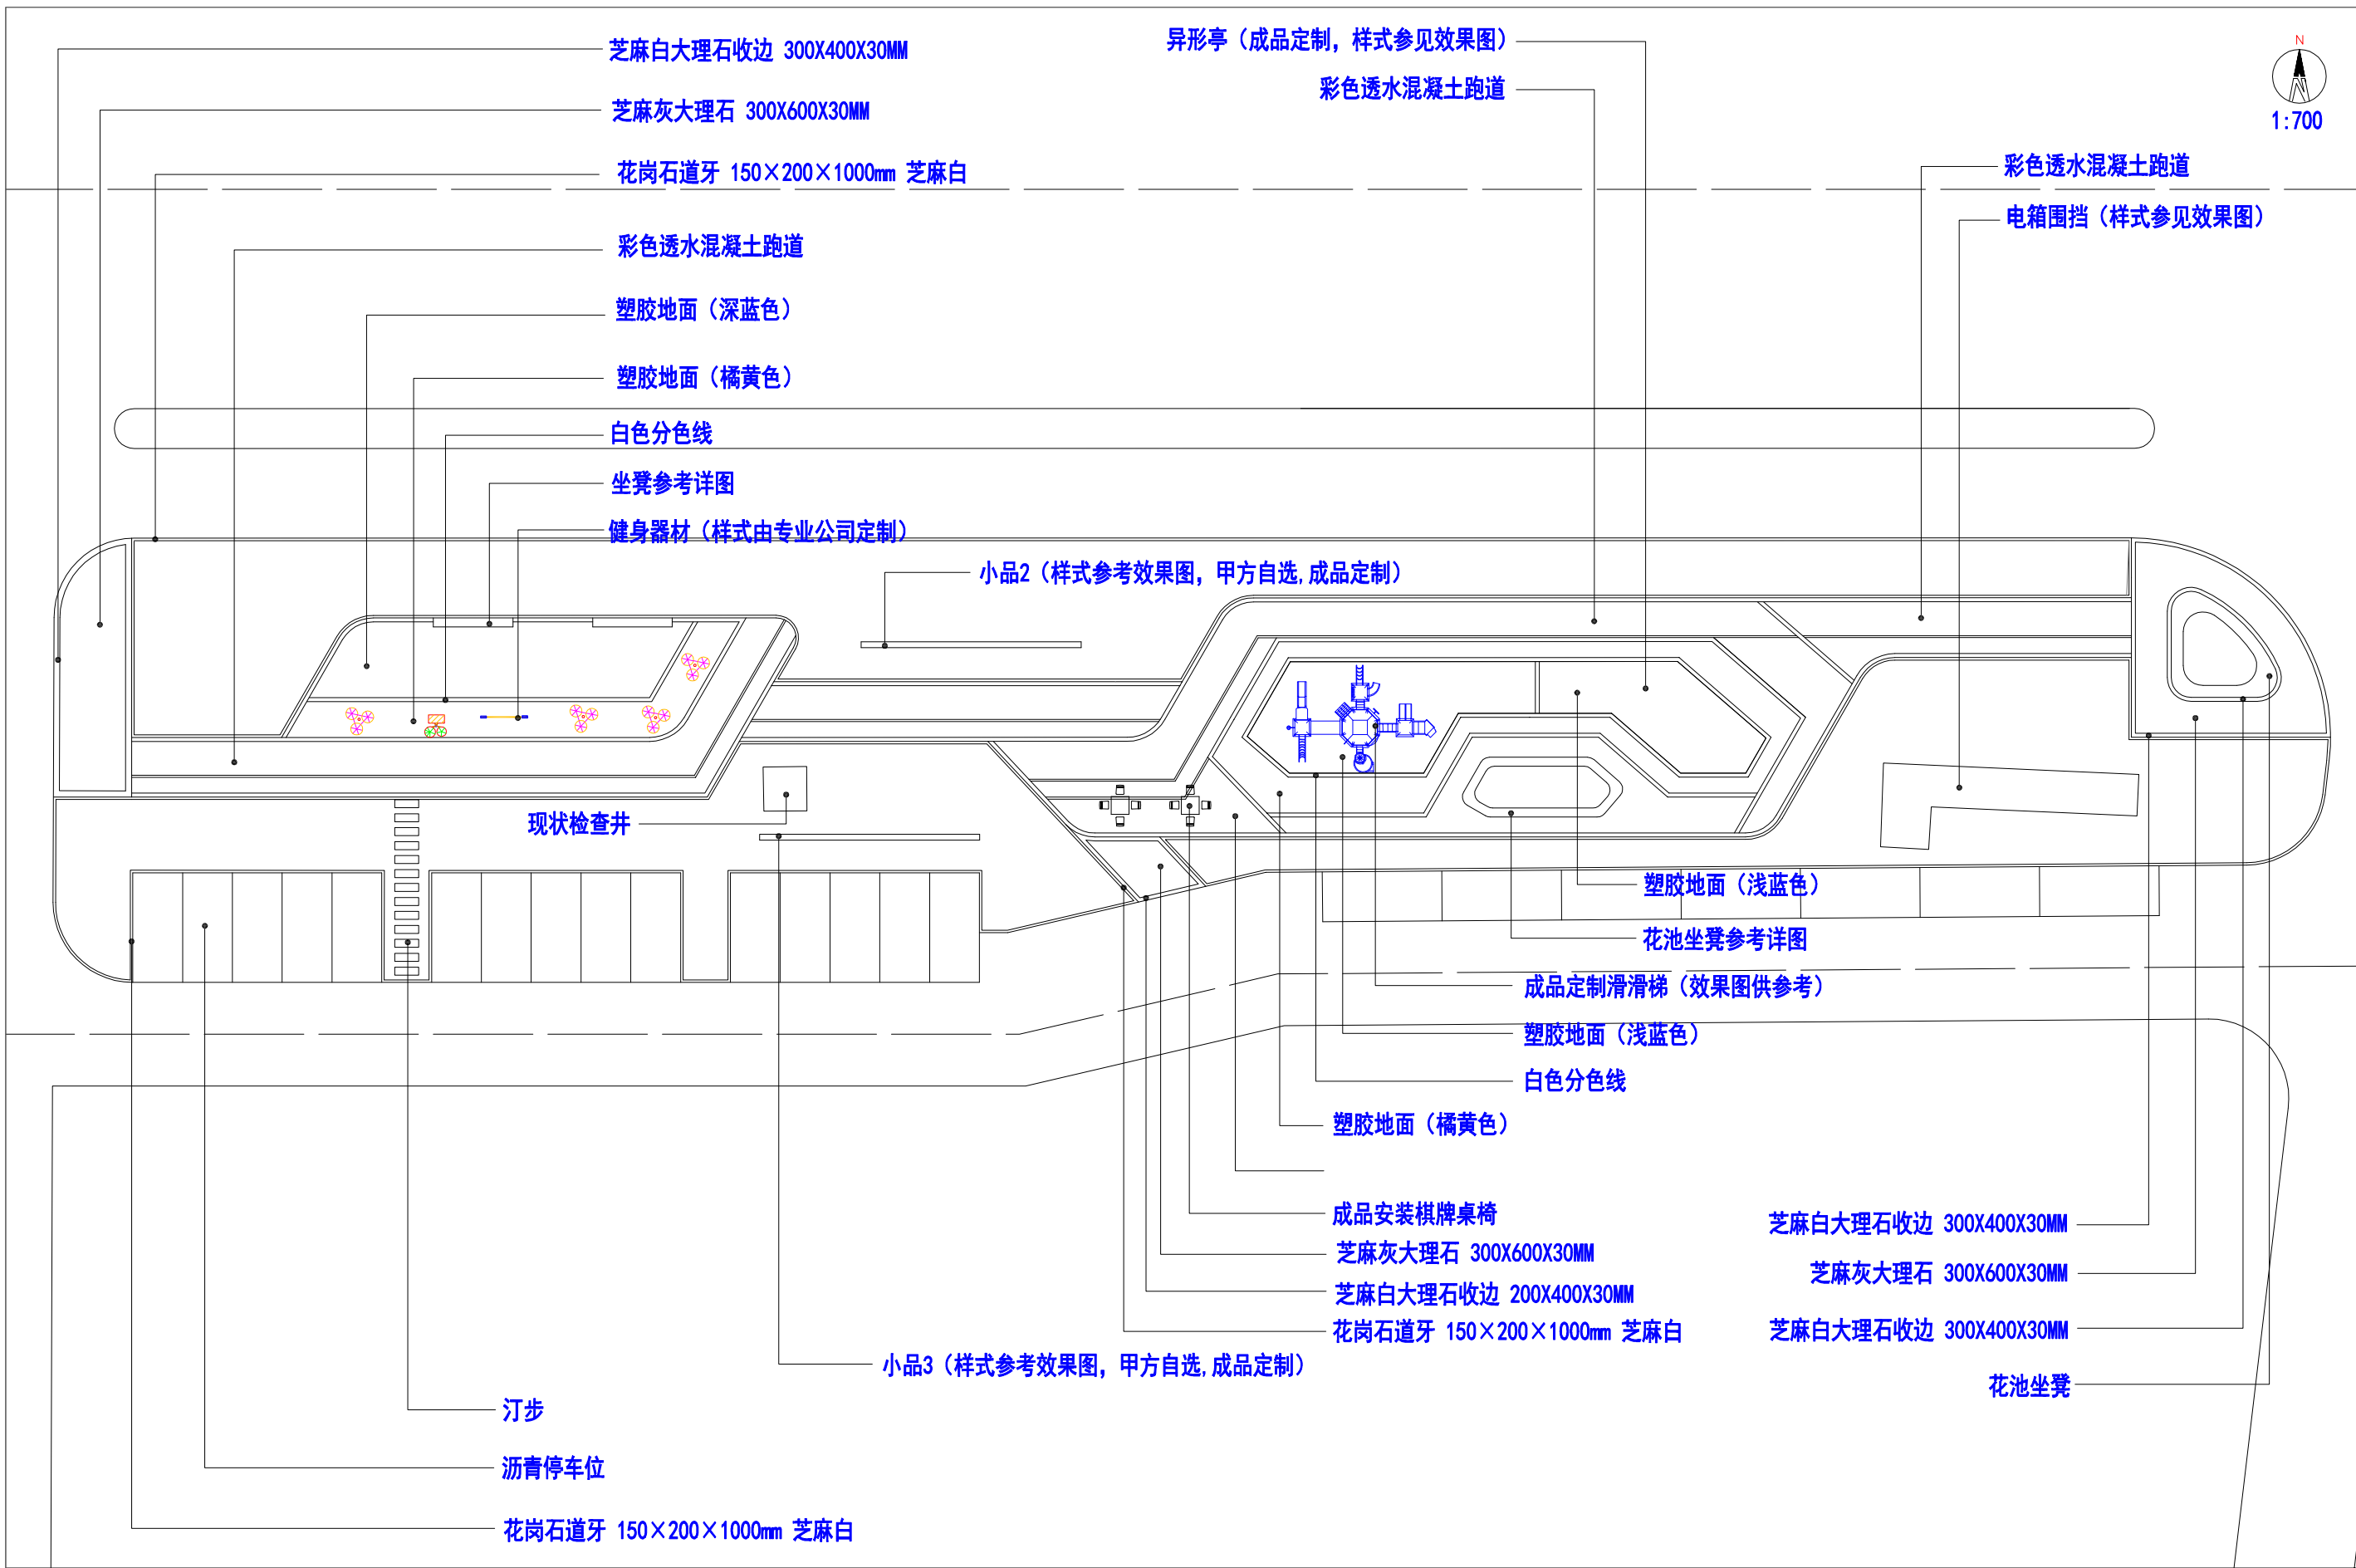 芝麻白大理石收边 300X400X30MM
芝麻灰大理石 300X600X30MM
花岗石道牙 150×200×1000mm 芝麻白
彩色透水混凝土跑道
塑胶地面（深蓝色）
塑胶地面（橘黄色）
白色分色线
坐凳参考详图
健身器材（样式由专业公司定制）
异形亭（成品定制，样式参见效果图）
彩色透水混凝土跑道
N
1:700
彩色透水混凝土跑道
电箱围挡（样式参见效果图）
小品2（样式参考效果图，甲方自选,成品定制）
现状检查井
塑胶地面（浅蓝色）
花池坐凳参考详图
成品定制滑滑梯（效果图供参考）
塑胶地面（浅蓝色）
白色分色线
塑胶地面（橘黄色）
成品安装棋牌桌椅
芝麻灰大理石 300X600X30MM
芝麻白大理石收边 200X400X30MM
花岗石道牙 150×200×1000mm 芝麻白
小品3（样式参考效果图，甲方自选,成品定制）
芝麻白大理石收边 300X400X30MM
芝麻灰大理石 300X600X30MM
芝麻白大理石收边 300X400X30MM
花池坐凳
汀步
沥青停车位
花岗石道牙 150×200×1000mm 芝麻白